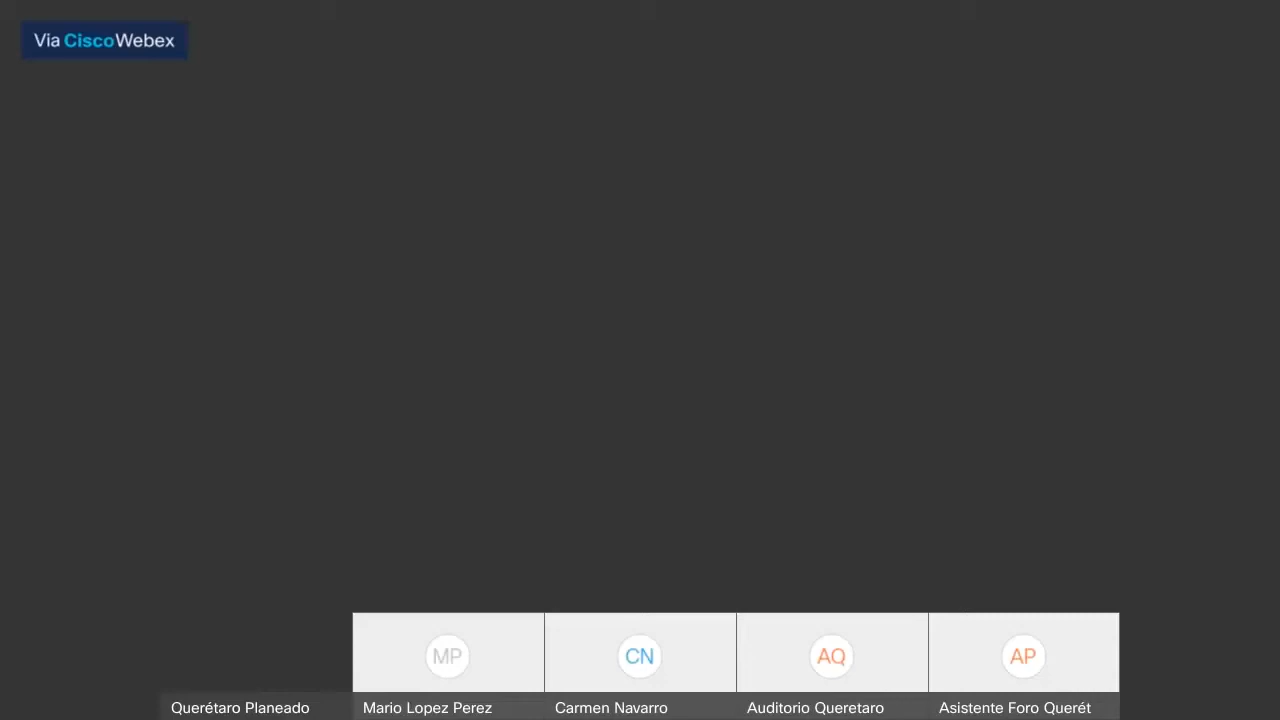 Via CiscoWebex
MP
CN
AQ
AP
Querétaro Planeado
Mario Lopez Perez
Carmen Navarro
Auditorio Queretaro
Asistente Foro Querét